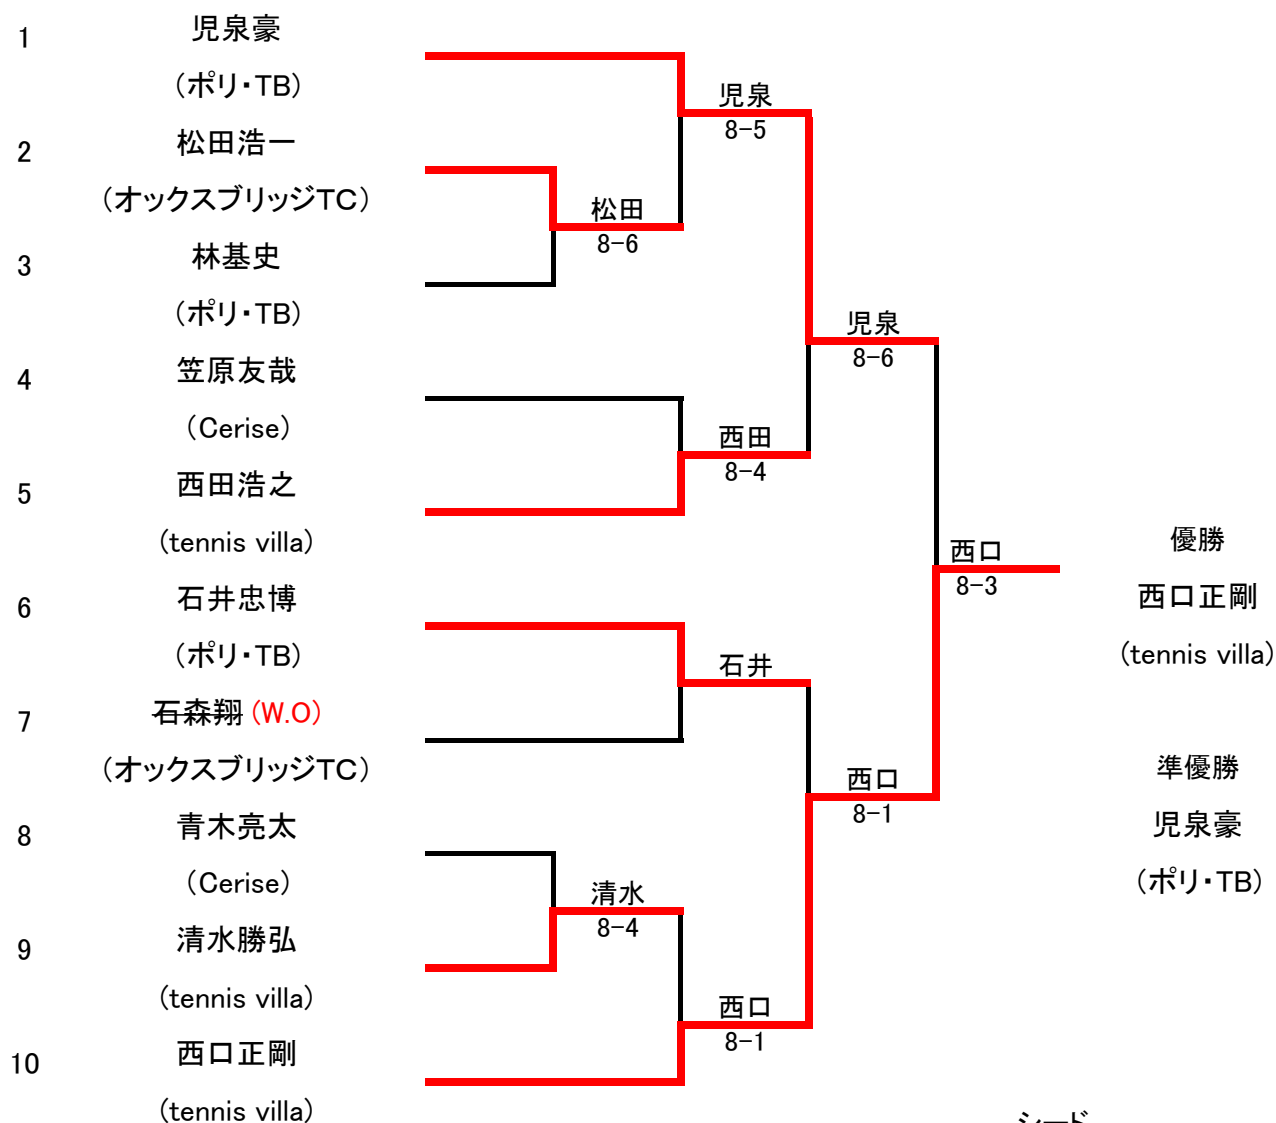 1
児泉豪
(ポリ・TB)
2
松田浩一
(オックスブリッジTC)
3
林基史
(ポリ・TB)
4
笠原友哉
(Cerise)
5
西田浩之
(tennis villa)
6
石井忠博
(ポリ・TB)
7
石森翔 (W.O)
(オックスブリッジTC)
8
青木亮太
(Cerise)
9
清水勝弘
(tennis villa)
10
西口正剛
(tennis villa)
松田
8-6
清水
8-4
児泉
8-5
西田
8-4
石井
西口
8-1
児泉
8-6
西口
8-1
西口
8-3
優勝
西口正剛
(tennis villa)
準優勝
児泉豪
(ポリ・TB)
シード